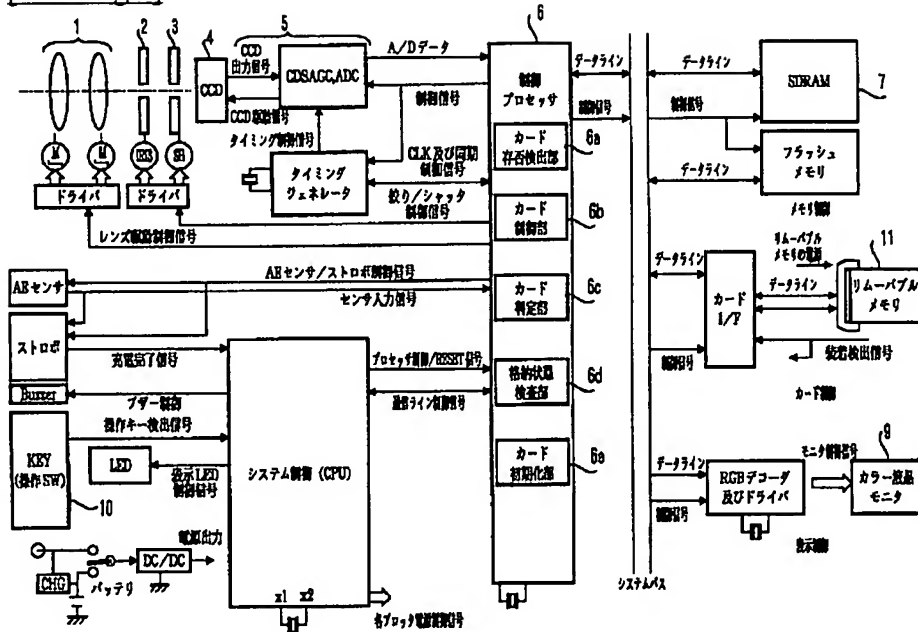 1
2
3
4
5
CCD
出力信号
CCD
CDSAGC,ADC
CCD駆動信号
タイミング制御信号
タイミング
ジェネレータ
A/Dデータ
制御信号
CLK及び同期
制御信号
絞り/シャッタ
制御信号
M
M
IRIS
SH
ドライバ
ドライバ
レンズ駆動制御信号
6
制御
プロセッサ
カード
存否検出部
6a
カード
制御部
6b
カード
判定部
6c
格納状態
検査部
6d
カード
初期化部
6e
データライン
制御信号
システムバス
データライン
SDRAM
7
制御信号
フラッシュ
メモリ
データライン
メモリ制御
リムーバブル
メモリの電源
11
データライン
カード
I/F
データライン
リムーバブル
メモリ
制御信号
装着検出信号
カード制御
データライン
RGBデコーダ
及びドライバ
モニタ制御信号
9
カラー液晶
モニタ
制御信号
表示制御
AEセンサ
AEセンサ/ストロボ制御信号
センサ入力信号
ストロボ
充電完了信号
Buzzer
ブザー制御
操作キー検出信号
KEY
(操作SW)
10
LED
表示LED
制御信号
システム制御(CPU)
プロセッサ制御/RESET信号
通信ライン制御信号
電源出力
DC/DC
CHG
バッテリ
x1
x2
各ブロック電源制御信号